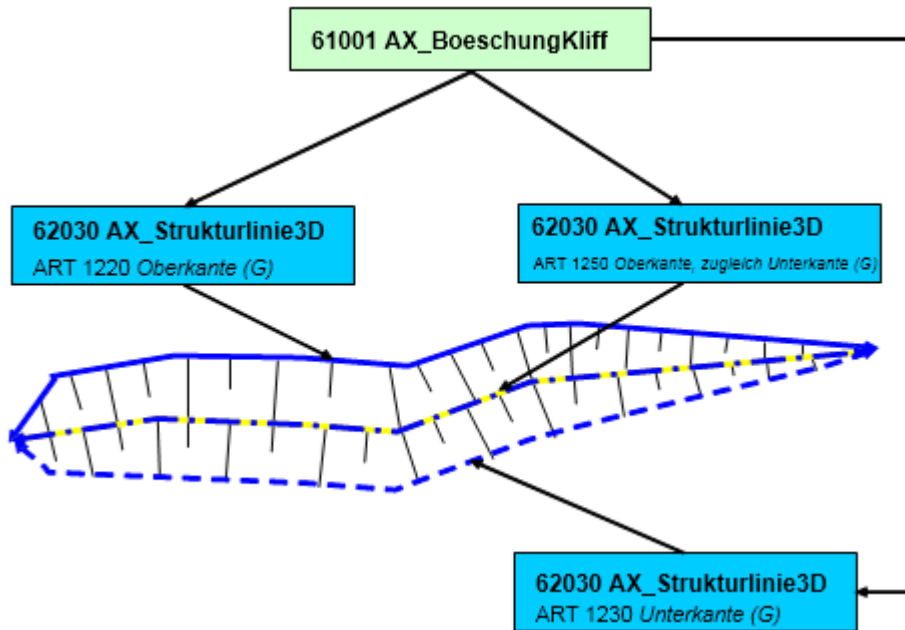 61001 AX_BoeschungKliff
62030 AX_Strukturlinie3D
ART 1220 Oberkante (G)
62030 AX_Strukturlinie3D
ART 1250 Oberkante, zugleich Unterkante (G)
62030 AX_Strukturlinie3D
ART 1230 Unterkante (G)